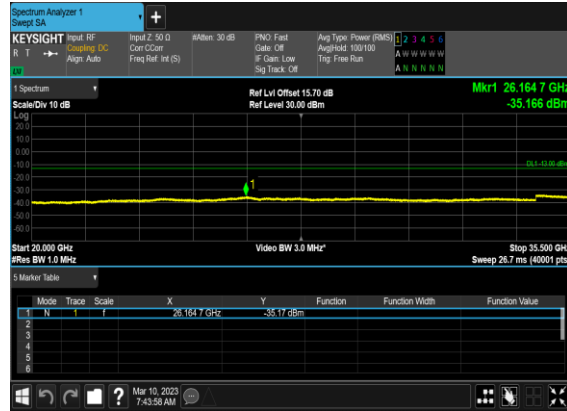 Spectrum Analyzer 1
Swept SA
+
KEYSIGHT Input: RF Input Z: 50 Ω #Atten: 30 dB PNO: Fast Avg Type: Power (RMS) 1 2 3 4 5 6
R T Coupling: DC Corr CCorr Gate: Off Avg|Hold: 100/100 A W W W W W
Align: Auto Freq Ref: Int (S) IF Gain: Low Trig: Free Run
Sig Track: Off A N N N N N
1 Spectrum
Ref Lvl Offset 15.70 dB Mkr1 26.164 7 GHz
Scale/Div 10 dB Ref Level 30.00 dBm -35.166 dBm
Log
20.0
10.0
0.00
-10.0
DL1 -13.00 dBm
-20.0
1
-30.0
-40.0
-50.0
-60.0
Start 20.000 GHz Video BW 3.0 MHz* Stop 35.500 GHz
#Res BW 1.0 MHz Sweep 26.7 ms (40001 pts)
5 Marker Table
Mode Trace Scale X Y Function Function Width Function Value
1 N 1 f 26.164 7 GHz -35.17 dBm
2
3
4
5
6
? Mar 10, 2023
7:43:58 AM